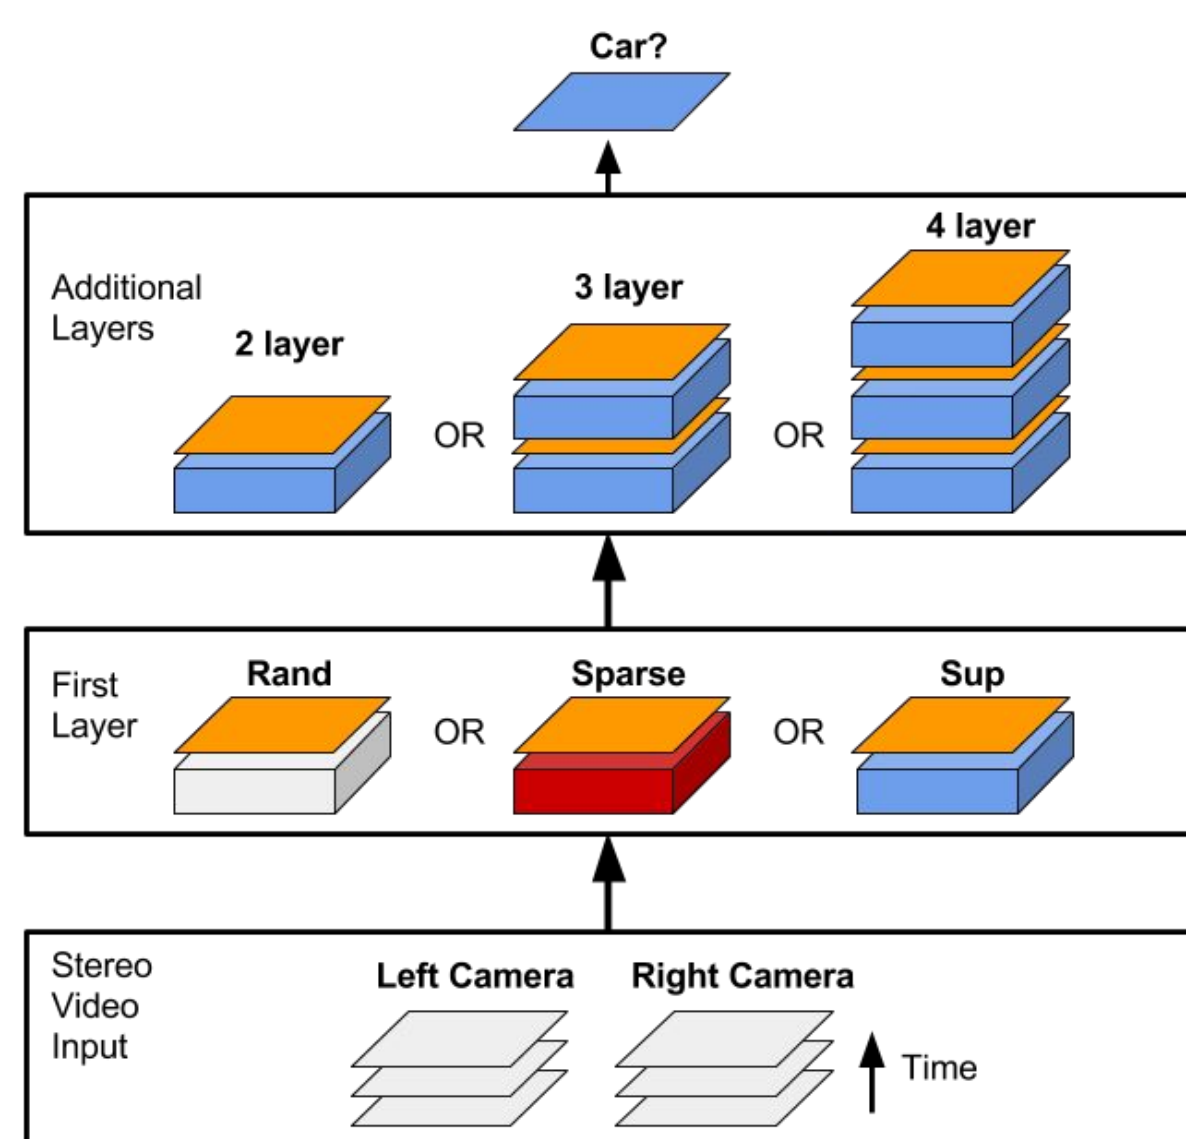 Car?
Additional
Layers
2 layer
OR
3 layer
OR
4 layer
First
Layer
Rand
OR
Sparse
OR
Sup
Stereo
Video
Input
Left Camera
Right Camera
Time